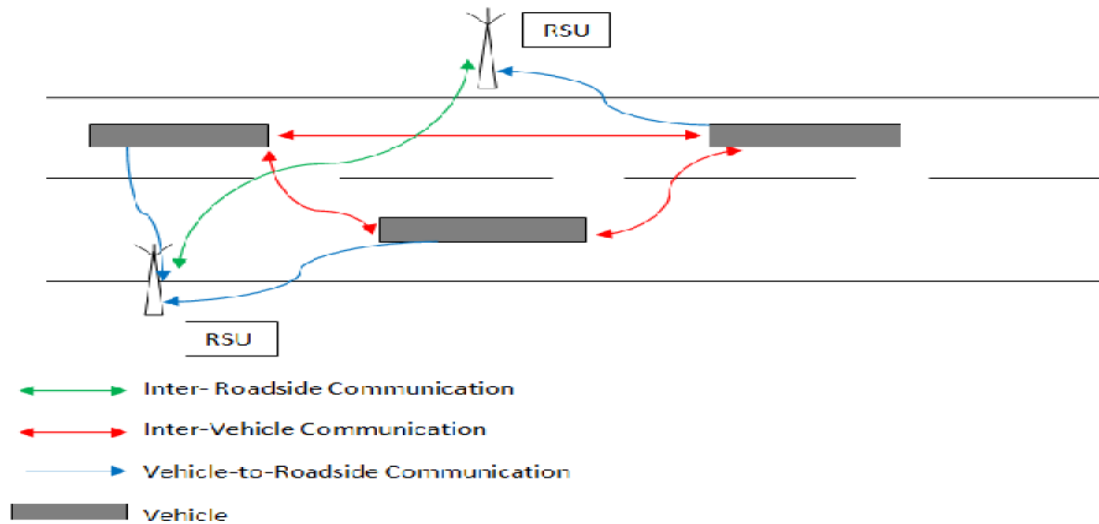 RSU
RSU
Inter- Roadside Communication
Inter-Vehicle Communication
Vehicle-to-Roadside Communication
Vehicle